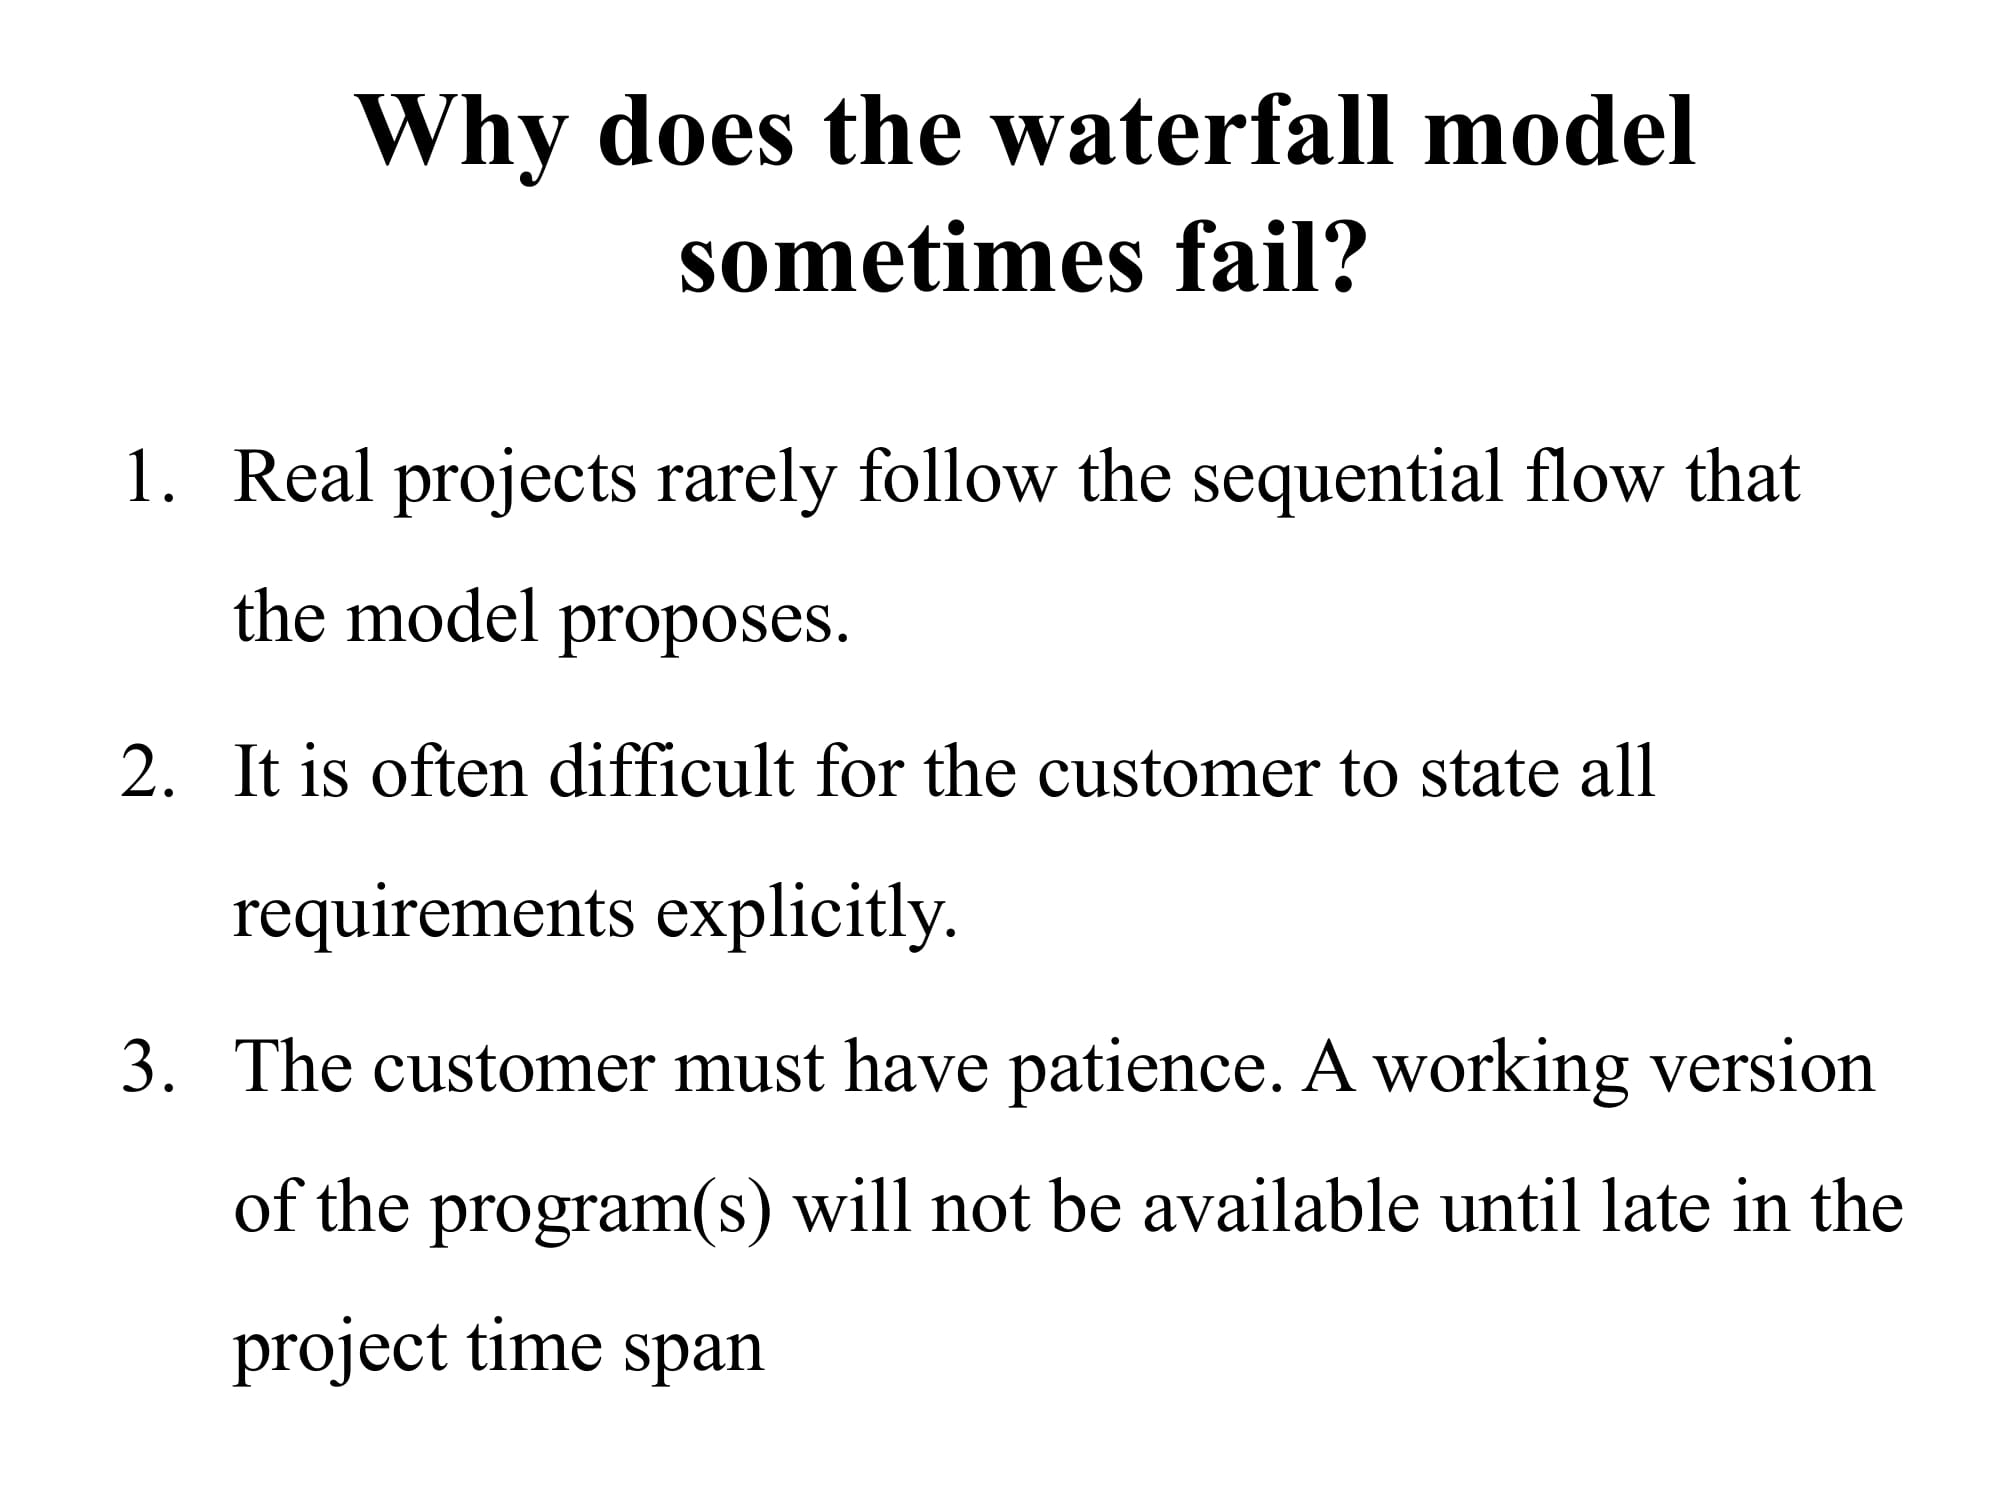 Why does the waterfall model
sometimes fail?
1. Real projects rarely follow the sequential flow that
the model proposes.
2. It is often difficult for the customer to state all
requirements explicitly.
3. The customer must have patience. A working version
of the program(s) will not be available until late in the
project time span